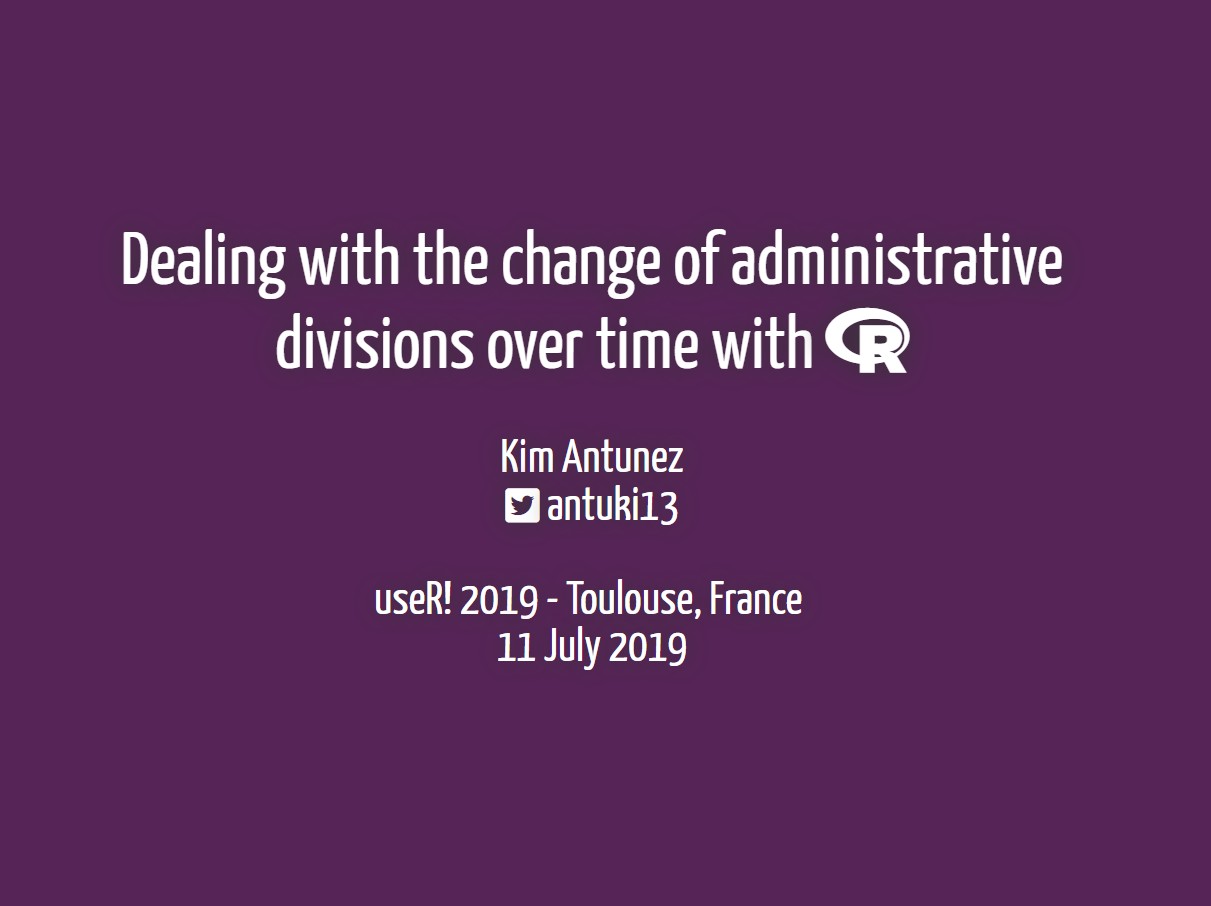 Dealing with the change of administrative
divisions over time with R
Kim Antunez
antuki13
useR! 2019 - Toulouse, France
11 July 2019